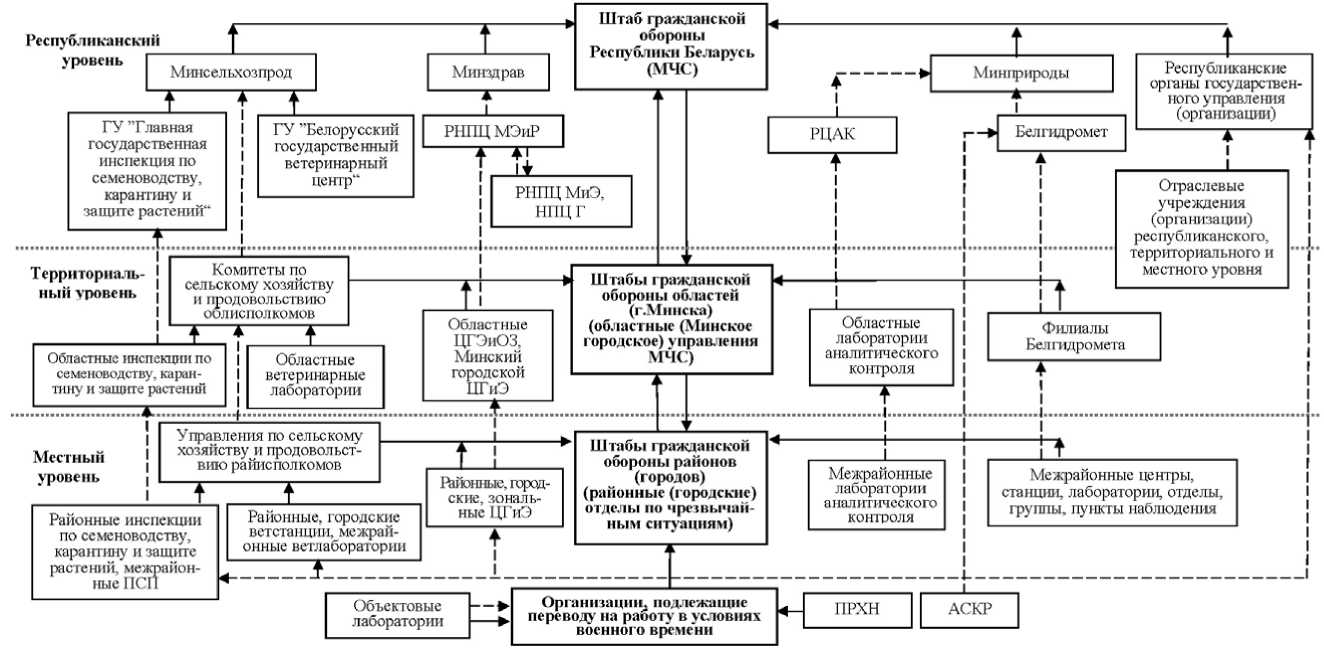 Республиканский
уровень
Штаб гражданской
обороны
Республики Беларусь
(МЧС)
Минсельхозпрод
Минздрав
Минприроды
Республиканские
органы государствен-
ного управления
(организации)
ГУ "Главная
государственная
инспекция по
семеноводству,
карантину и
защите растений“
ГУ "Белорусский
государственный
ветеринарный
центр“
РНПЦ МЭиР
РНПЦ МиЭ,
НПЦ Г
РЦАК
Белгидромет
Отраслевые
учреждения
(организации)
республиканского,
территориального и
местного уровня
Территориаль-
ный уровень
Комитеты по
сельскому хозяйству
и продовольствию
облисполкомов
Областные инспекции по
семеноводству, каран-
тину и защите растений
Областные
ветеринарные
лаборатории
Областные
ЦГЭиОЗ,
Минский
городской
ЦГиЭ
Штабы гражданской
обороны областей
(г.Минска)
(областные (Минское
городское) управления
МЧС)
Областные
лаборатории
аналитического
контроля
Филиалы
Белгидромета
Местный
уровень
Управления по сельскому
хозяйству и продовольст-
вию райисполкомов
Районные инспекции
по семеноводству,
карантину и защите
растений, межрайон-
ные ПСП
Районные, городские
ветстанции, межрай-
онные ветлаборатории
Районные, город-
ские, зональ-
ные ЦГиЭ
Штабы гражданской
обороны районов
(городов)
(районные (городские)
отделы по чрезвычай-
ным ситуациям)
Межрайонные
лаборатории
аналитического
контроля
Межрайонные центры,
станции, лаборатории, отделы,
группы, пункты наблюдения
Объектовые
лаборатории
Организации, подлежащие
переводу на работу в условиях
военного времени
ПРХН
АСКР